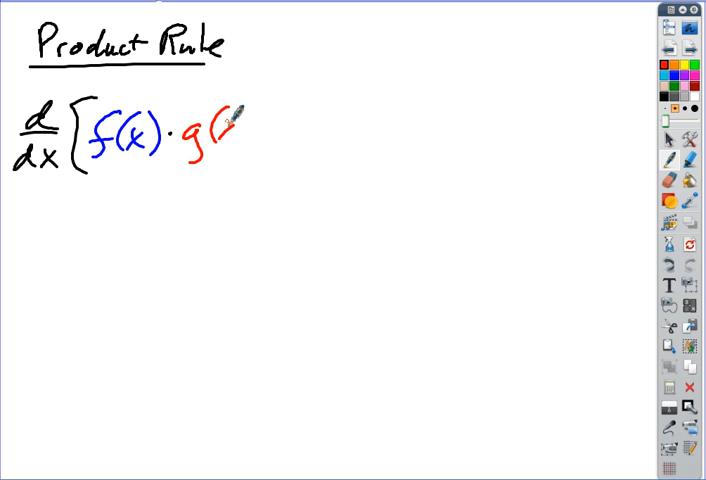 Product Rule
d/dx [f(x) · g(